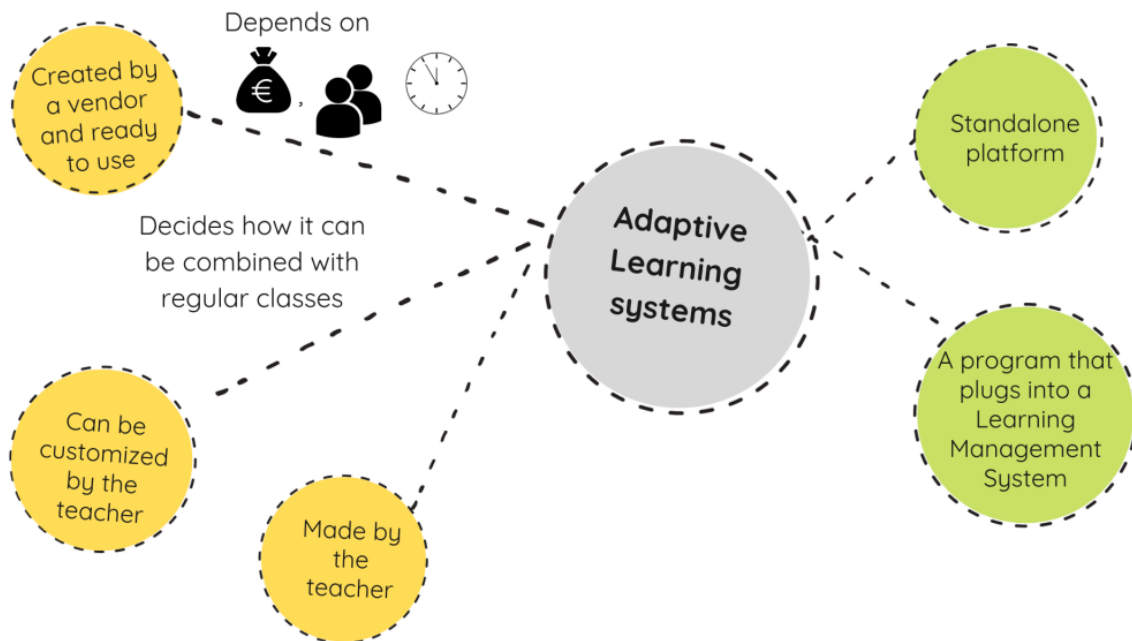 Depends on
€ ,
Created by
a vendor
and ready
to use
Decides how it can
be combined with
regular classes
Can be
customized
by the
teacher
Made by
the
teacher
Adaptive
Learning
systems
Standalone
platform
A program that
plugs into a
Learning
Management
System